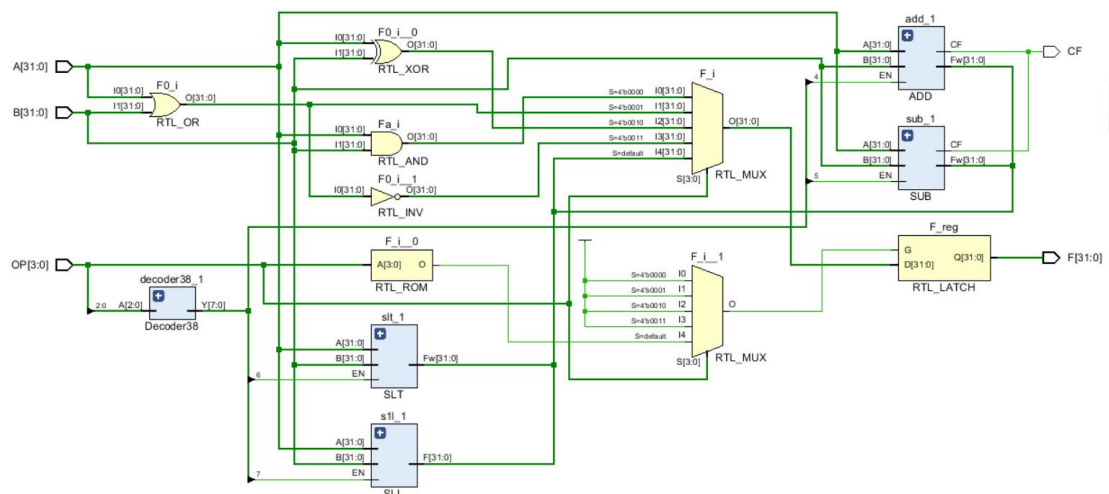 A[31:0]
B[31:0]
OP[3:0]
F0_i
I0[31:0]
I1[31:0]
O[31:0]
RTL_OR
F0_i__0
I0[31:0]
I1[31:0]
O[31:0]
RTL_XOR
Fa_i
I0[31:0]
I1[31:0]
O[31:0]
RTL_AND
F0_i__1
I0[31:0]
O[31:0]
RTL_INV
F_i__0
A[3:0]
O
RTL_ROM
decoder38_1
2:0
A[2:0]
Y[7:0]
Decoder38
slt_1
A[31:0]
B[31:0]
EN
Fw[31:0]
6
SLT
s1l_1
A[31:0]
B[31:0]
EN
F[31:0]
7
F_i
S=4'b0000 I0[31:0]
S=4'b0001 I1[31:0]
S=4'b0010 I2[31:0]
S=4'b0011 I3[31:0]
S=default I4[31:0]
S[3:0]
O[31:0]
RTL_MUX
F_i__1
S=4'b0000 I0
S=4'b0001 I1
S=4'b0010 I2
S=4'b0011 I3
S=default I4
S[3:0]
O
RTL_MUX
add_1
A[31:0]
B[31:0]
4
EN
CF
Fw[31:0]
ADD
sub_1
A[31:0]
B[31:0]
5
EN
CF
Fw[31:0]
SUB
F_reg
G
D[31:0]
Q[31:0]
RTL_LATCH
CF
F[31:0]